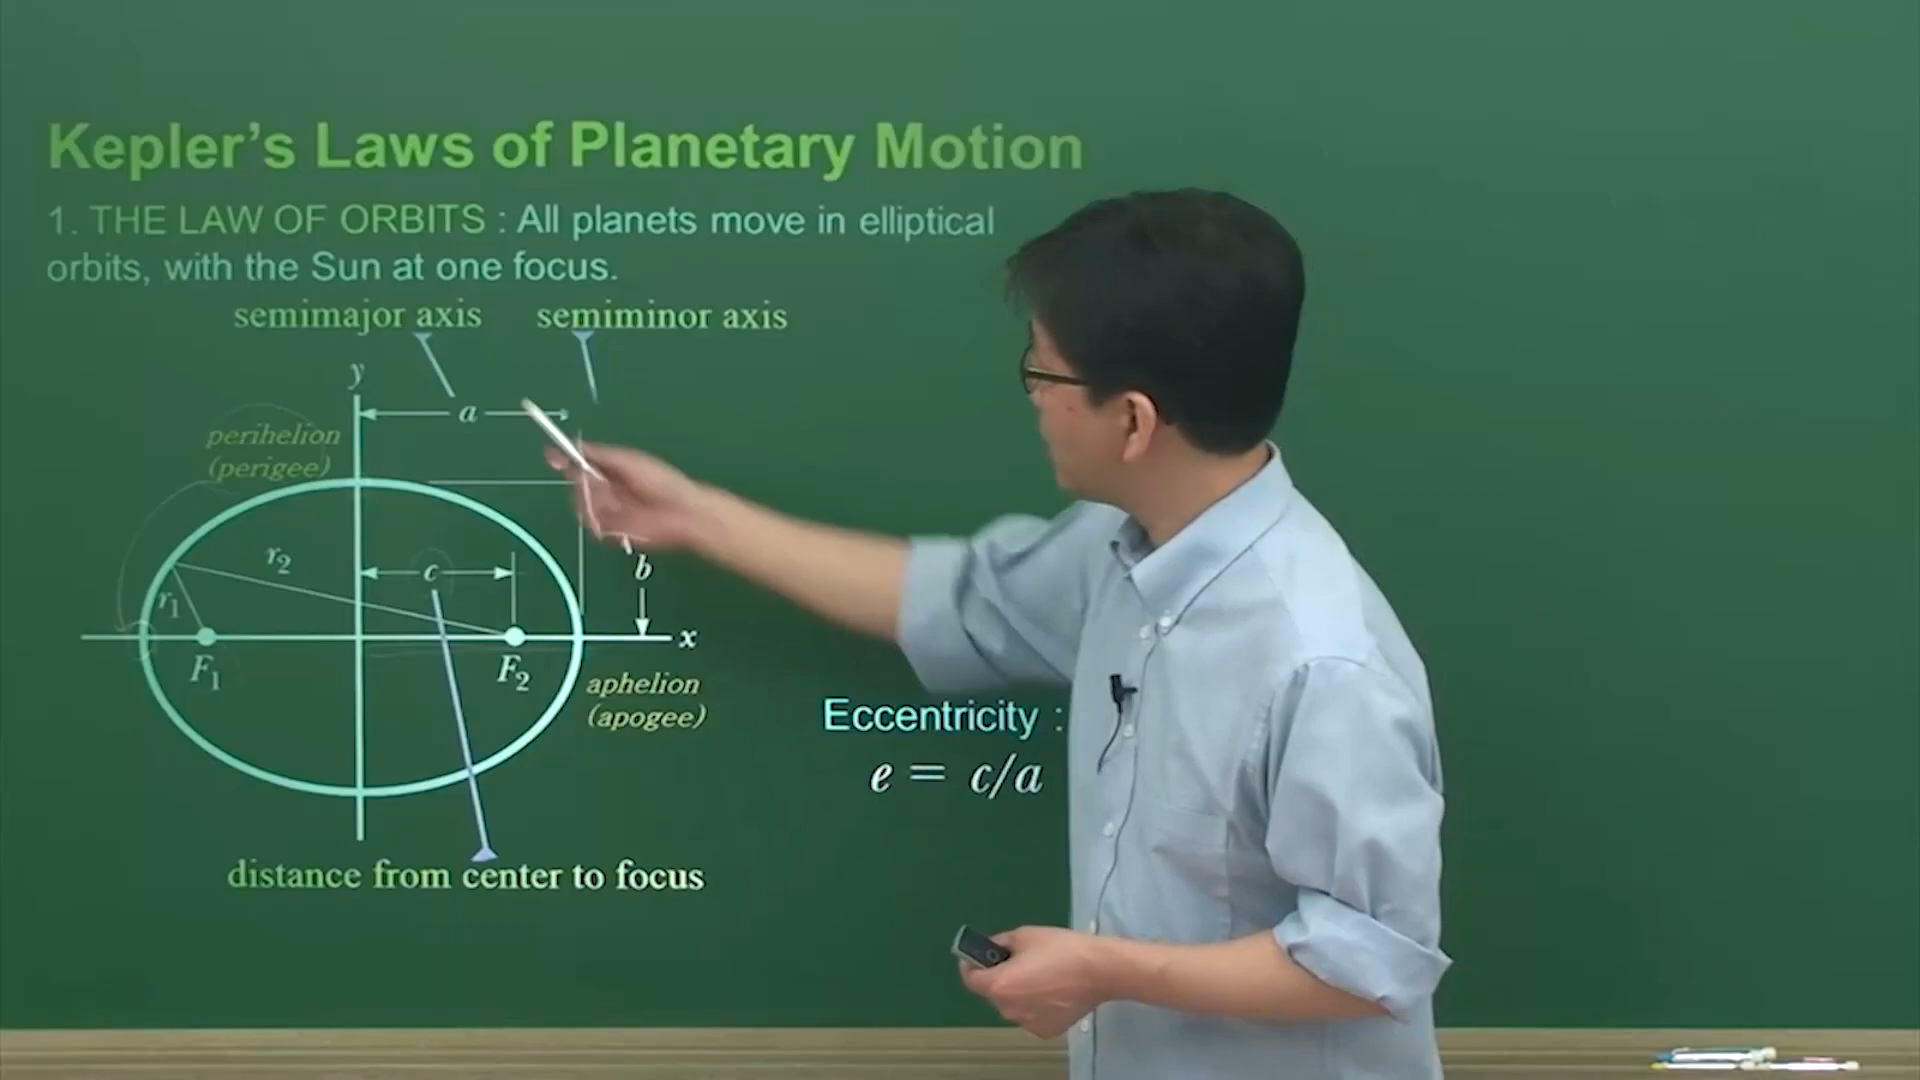 Kepler’s Laws of Planetary Motion
1. THE LAW OF ORBITS : All planets move in elliptical
orbits, with the Sun at one focus.
semimajor axis
semiminor axis
y
a
perihelion
(perigee)
r2
c
b
r1
x
F1
F2
aphelion
(apogee)
Eccentricity :
e = c/a
distance from center to focus